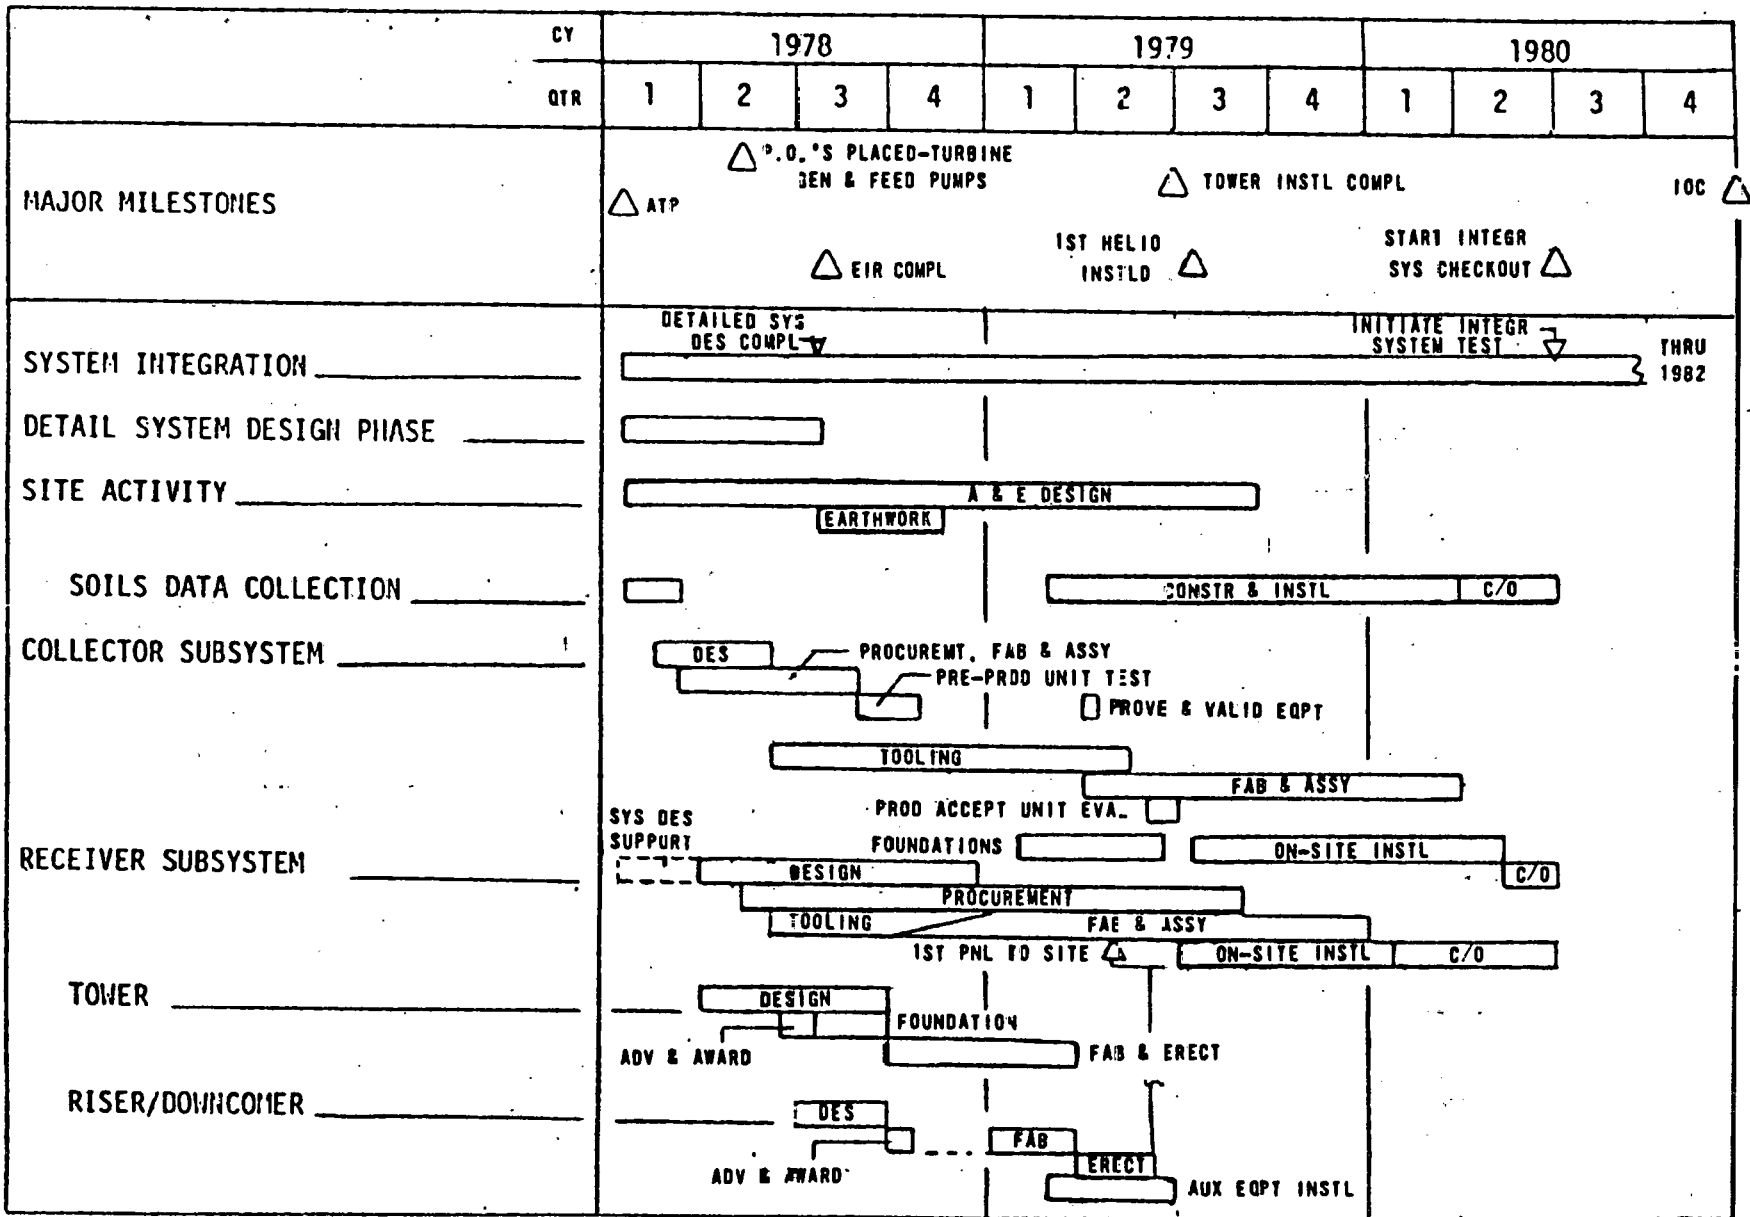 CY 1978 1979 1980
QTR 1 2 3 4 1 2 3 4 1 2 3 4
P.O.'S PLACED-TURBINE
GEN & FEED PUMPS
TOWER INSTL COMPL
IOC
MAJOR MILESTONES
ATP
1ST HELIO
INSTLD
START INTEGR
SYS CHECKOUT
EIR COMPL
DETAILED SYS
DES COMPL
INITIATE INTEGR
SYSTEM TEST
THRU
1982
SYSTEM INTEGRATION
DETAIL SYSTEM DESIGN PHASE
SITE ACTIVITY
A & E DESIGN
EARTHWORK
SOILS DATA COLLECTION
CONSTR & INSTL
C/O
COLLECTOR SUBSYSTEM
DES
PROCUREMT, FAB & ASSY
PRE-PROD UNIT TEST
PROVE & VALID EQPT
TOOLING
FAB & ASSY
PROD ACCEPT UNIT EVAL
SYS DES
SUPPORT
FOUNDATIONS
ON-SITE INSTL
C/O
RECEIVER SUBSYSTEM
DESIGN
PROCUREMENT
TOOLING
FAB & ASSY
1ST PNL TO SITE
ON-SITE INSTL
C/O
TOWER
DESIGN
FOUNDATION
ADV & AWARD
FAB & ERECT
RISER/DOWNCOMER
DES
FAB
ADV & AWARD
ERECT
AUX EQPT INSTL